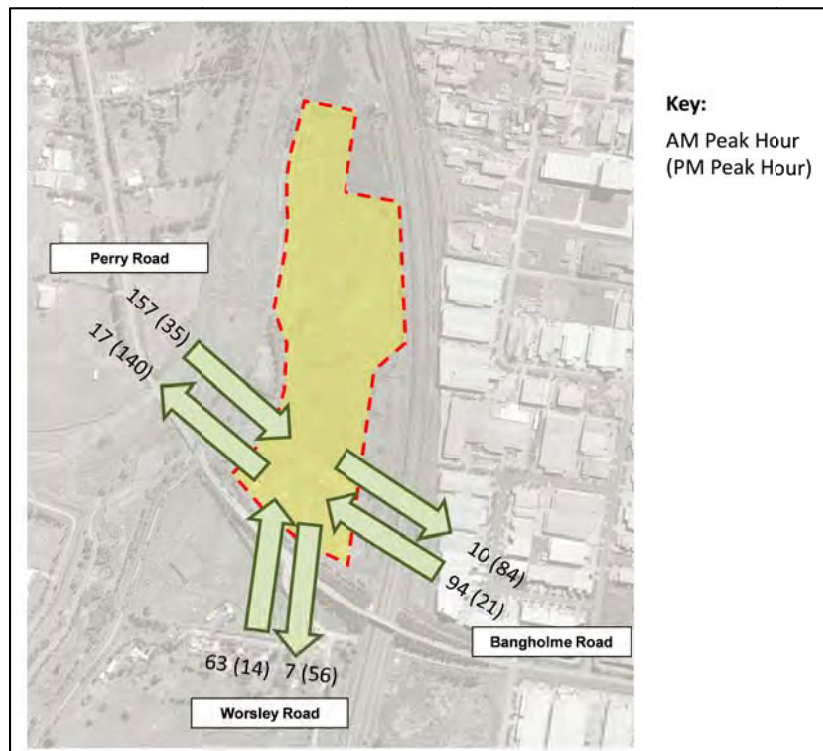 Key:
AM Peak Hour
(PM Peak Hour)
Perry Road
157 (35)
17 (140)
10 (84)
94 (21)
Bangholme Road
63 (14) 7 (56)
Worsley Road